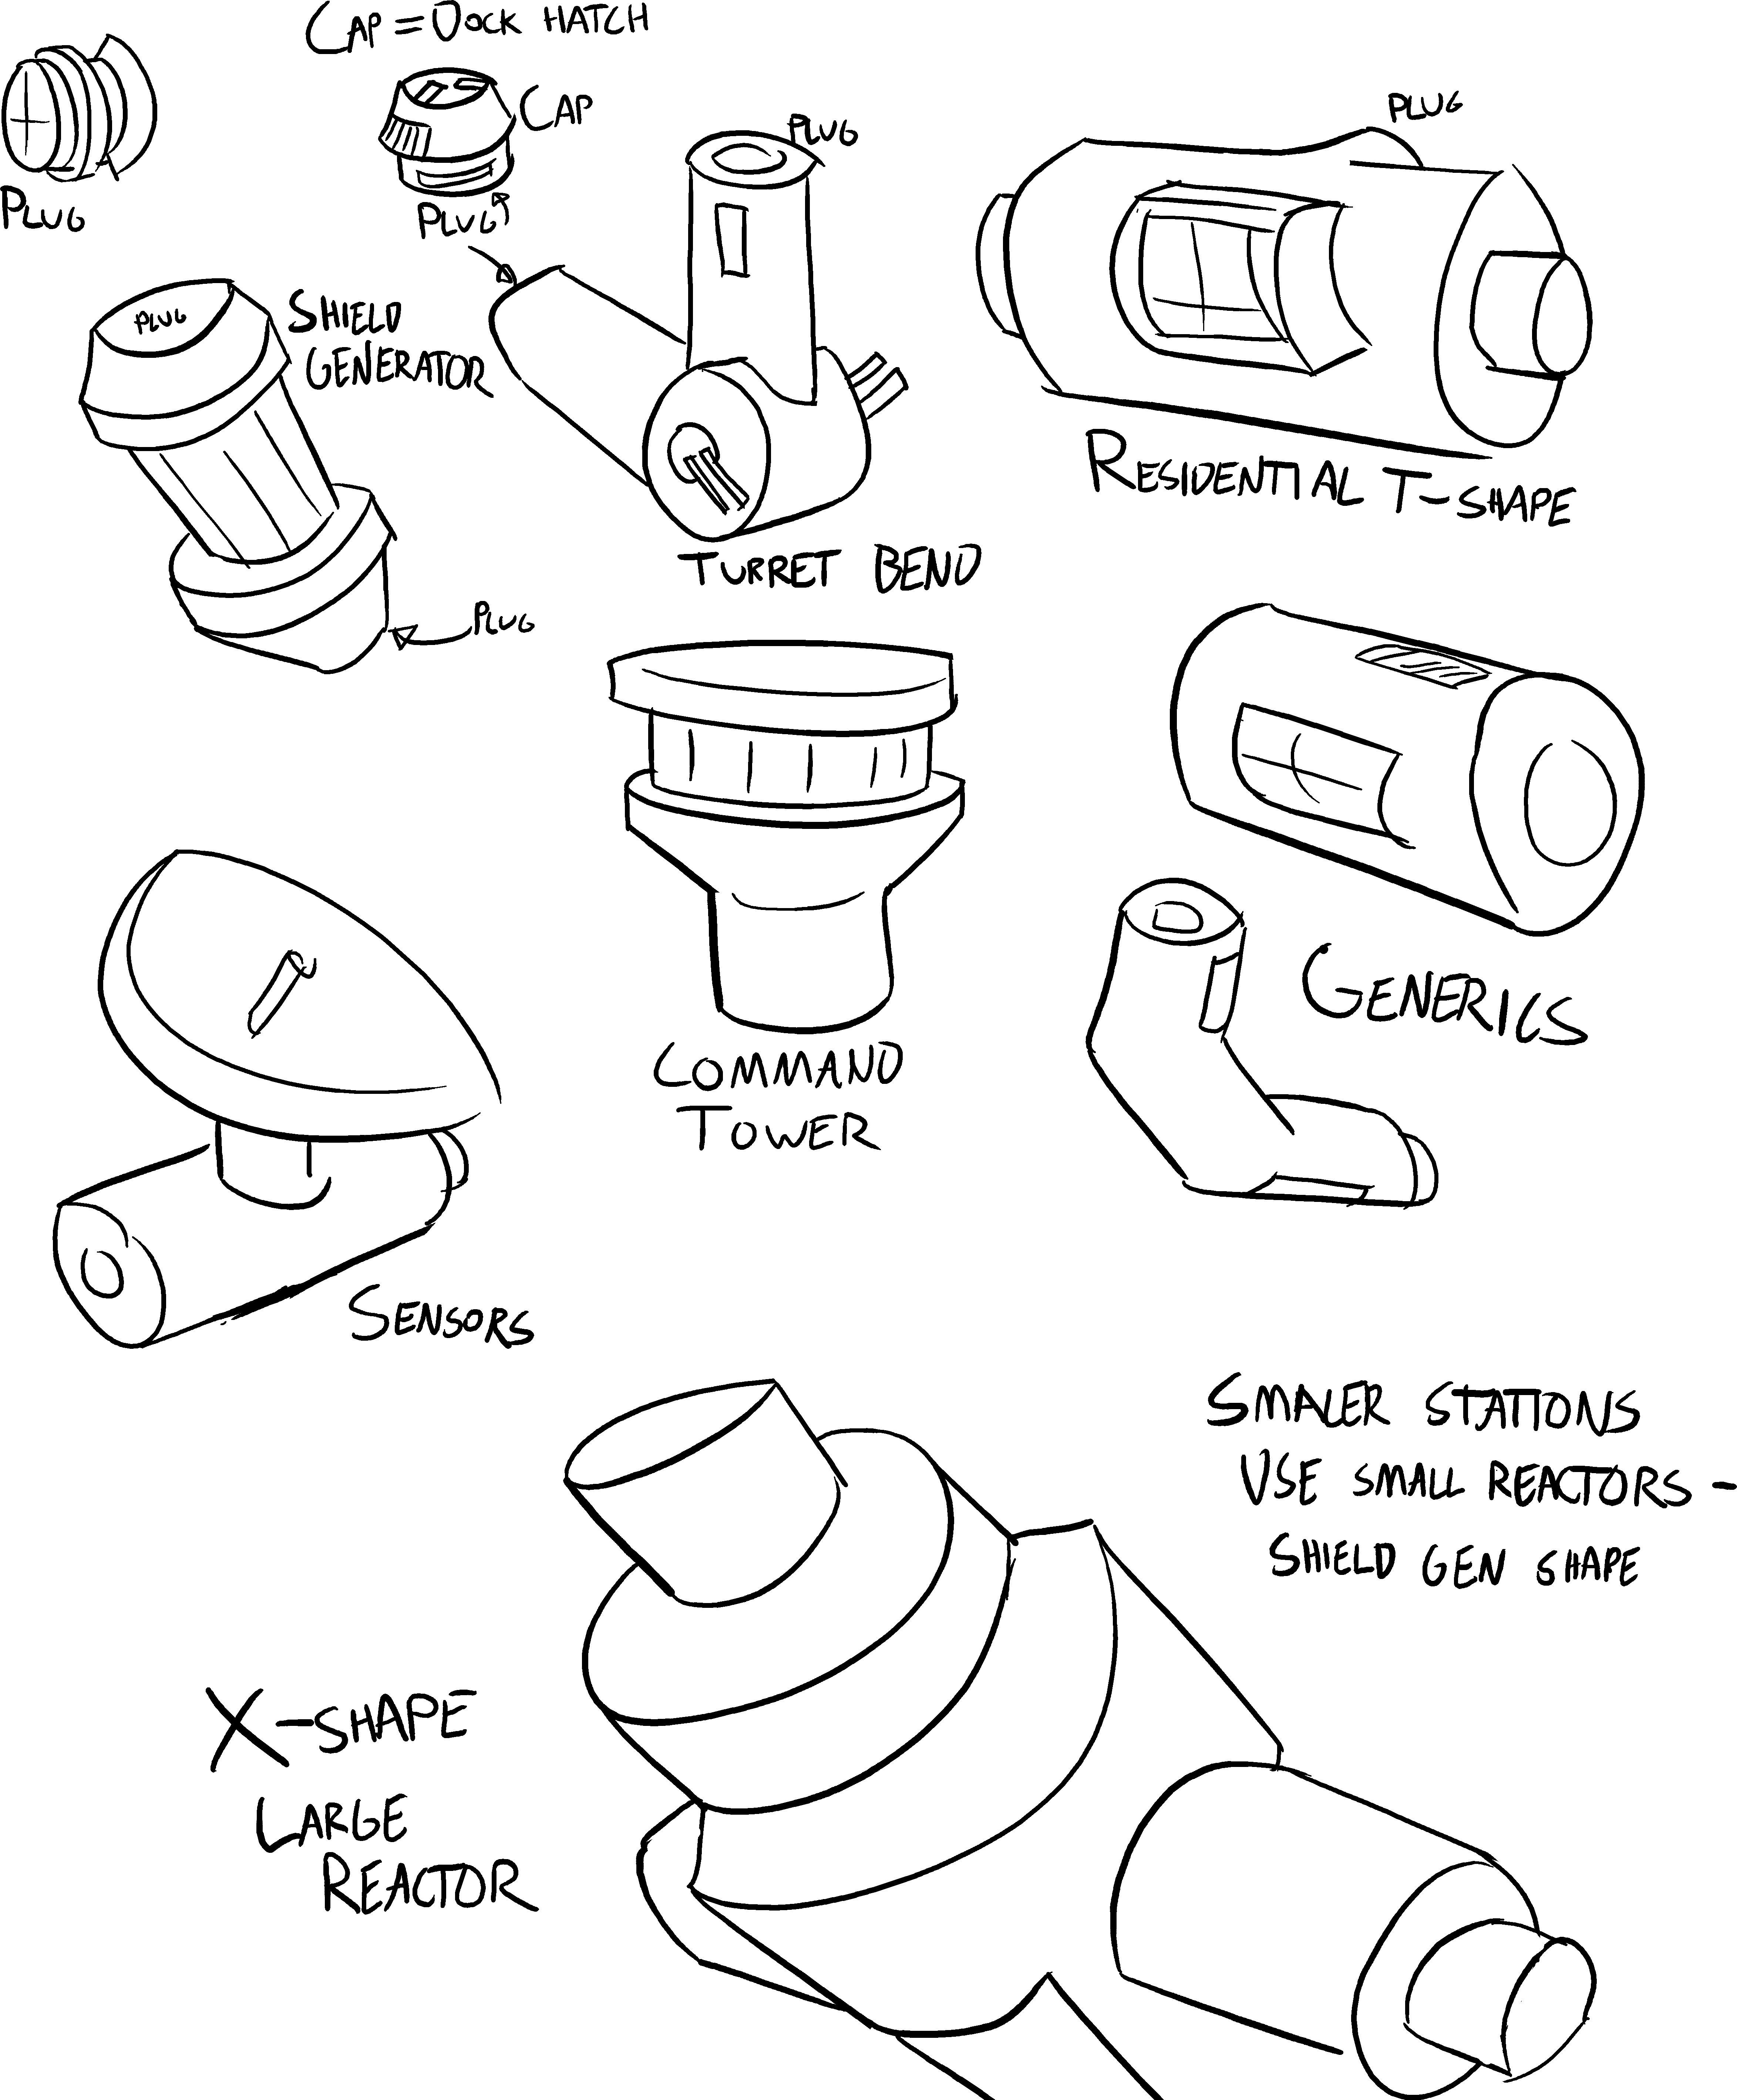 CAP = DOCK HATCH
CAP
PLUG
PLUG
PLUG
PLUG
PLUG
SHIELD
GENERATOR
PLUG
RESIDENTIAL T-SHAPE
TURRET BEND
GENERICS
COMMAND
TOWER
SENSORS
SMALER STATIONS
USE SMALL REACTORS -
SHIELD GEN SHAPE
X-SHAPE
LARGE
REACTOR